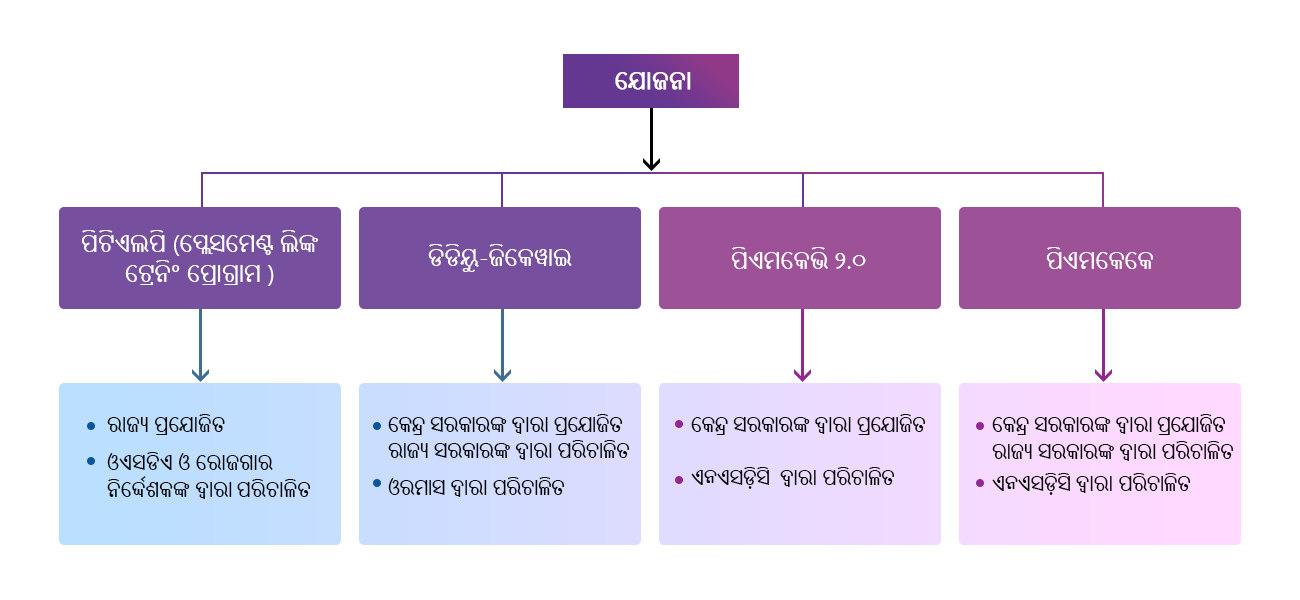 ଯୋଜନା
ପିଟିଏଲପି (ପ୍ଲେସମେଣ୍ଟ ଲିଙ୍କ
ଟ୍ରେନିଂ ପ୍ରୋଗ୍ରାମ )
ଡିଡିୟୁ-ଜିକେୱାଇ
ପିଏମକେଭି ୨.୦
ପିଏମକେକେ
ରାଜ୍ୟ ପ୍ରଯୋଜିତ
ଓଏସଡିଏ ଓ ରୋଜଗାର
ନିର୍ଦ୍ଦେଶକଙ୍କ ଦ୍ୱାରା ପରିଚାଳିତ
କେନ୍ଦ୍ର ସରକାରଙ୍କ ଦ୍ୱାରା ପ୍ରଯୋଜିତ
ରାଜ୍ୟ ସରକାରଙ୍କ ଦ୍ୱାରା ପରିଚାଳିତ
ଓରମାସ ଦ୍ୱାରା ପରିଚାଳିତ
କେନ୍ଦ୍ର ସରକାରଙ୍କ ଦ୍ୱାରା ପ୍ରଯୋଜିତ
ଏନଏସଡ଼ିସି ଦ୍ୱାରା ପରିଚାଳିତ
କେନ୍ଦ୍ର ସରକାରଙ୍କ ଦ୍ୱାରା ପ୍ରଯୋଜିତ
ରାଜ୍ୟ ସରକାରଙ୍କ ଦ୍ୱାରା ପରିଚାଳିତ
ଏନଏସଡ଼ିସି ଦ୍ୱାରା ପରିଚାଳିତ